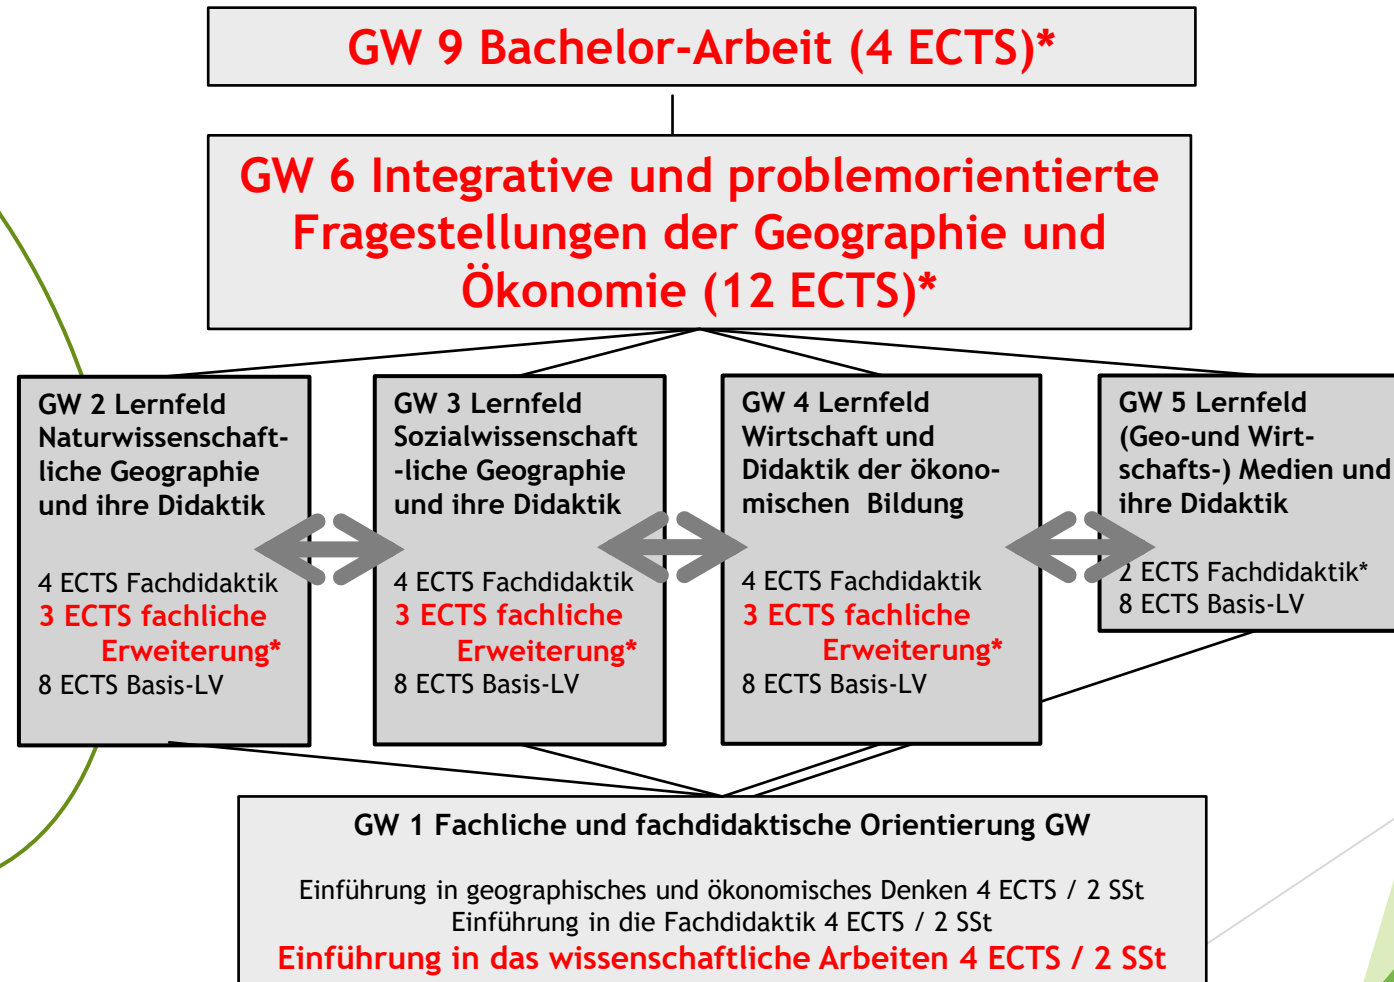 GW 9 Bachelor-Arbeit (4 ECTS)*
GW 6 Integrative und problemorientierte
Fragestellungen der Geographie und
Ökonomie (12 ECTS)*
GW 2 Lernfeld
Naturwissenschaft-
liche Geographie
und ihre Didaktik
4 ECTS Fachdidaktik
3 ECTS fachliche
Erweiterung*
8 ECTS Basis-LV
GW 3 Lernfeld
Sozialwissenschaft
-liche Geographie
und ihre Didaktik
4 ECTS Fachdidaktik
3 ECTS fachliche
Erweiterung*
8 ECTS Basis-LV
GW 4 Lernfeld
Wirtschaft und
Didaktik der ökono-
mischen Bildung
4 ECTS Fachdidaktik
3 ECTS fachliche
Erweiterung*
8 ECTS Basis-LV
GW 5 Lernfeld
(Geo-und Wirt-
schafts-) Medien und
ihre Didaktik
2 ECTS Fachdidaktik*
8 ECTS Basis-LV
GW 1 Fachliche und fachdidaktische Orientierung GW
Einführung in geographisches und ökonomisches Denken 4 ECTS / 2 SSt
Einführung in die Fachdidaktik 4 ECTS / 2 SSt
Einführung in das wissenschaftliche Arbeiten 4 ECTS / 2 SSt